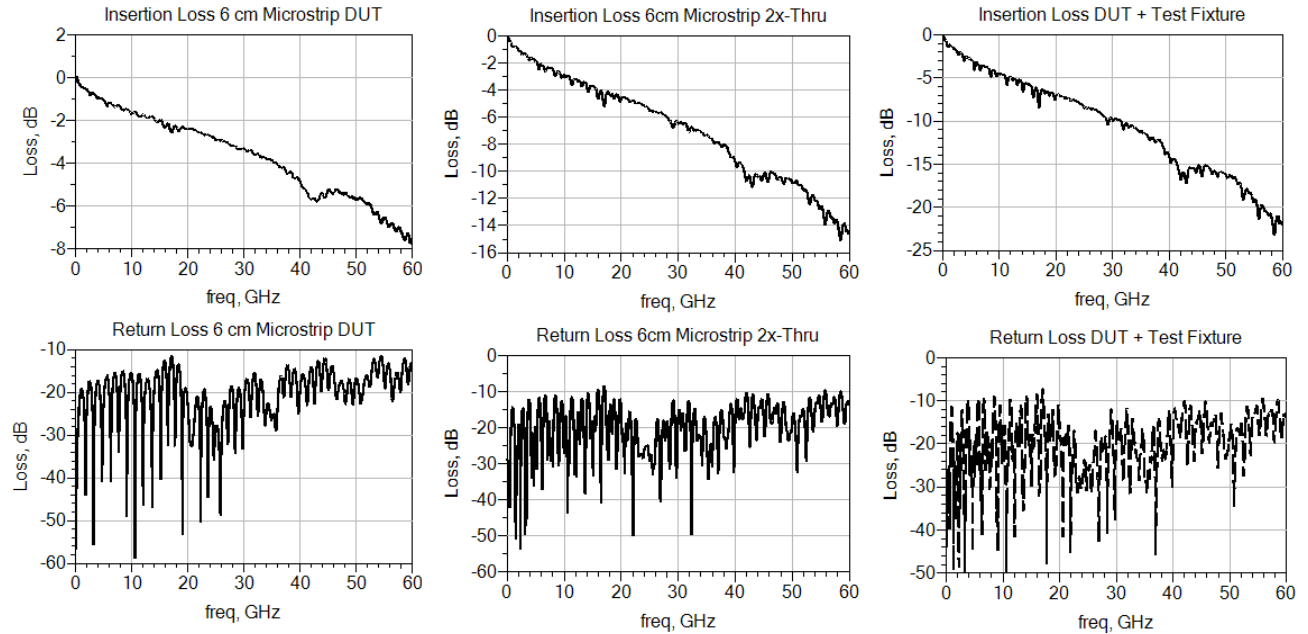 Insertion Loss 6 cm Microstrip DUT
2
0
-2
-4
-6
-8
Loss, dB
0 10 20 30 40 50 60
freq, GHz
Insertion Loss 6cm Microstrip 2x-Thru
0
-2
-4
-6
-8
-10
-12
-14
-16
Loss, dB
0 10 20 30 40 50 60
freq, GHz
Insertion Loss DUT + Test Fixture
0
-5
-10
-15
-20
-25
Loss, dB
0 10 20 30 40 50 60
freq, GHz
Return Loss 6 cm Microstrip DUT
-10
-20
-30
-40
-50
-60
Loss, dB
0 10 20 30 40 50 60
freq, GHz
Return Loss 6cm Microstrip 2x-Thru
0
-10
-20
-30
-40
-50
-60
Loss, dB
0 10 20 30 40 50 60
freq, GHz
Return Loss DUT + Test Fixture
0
-10
-20
-30
-40
-50
Loss, dB
0 10 20 30 40 50 60
freq, GHz